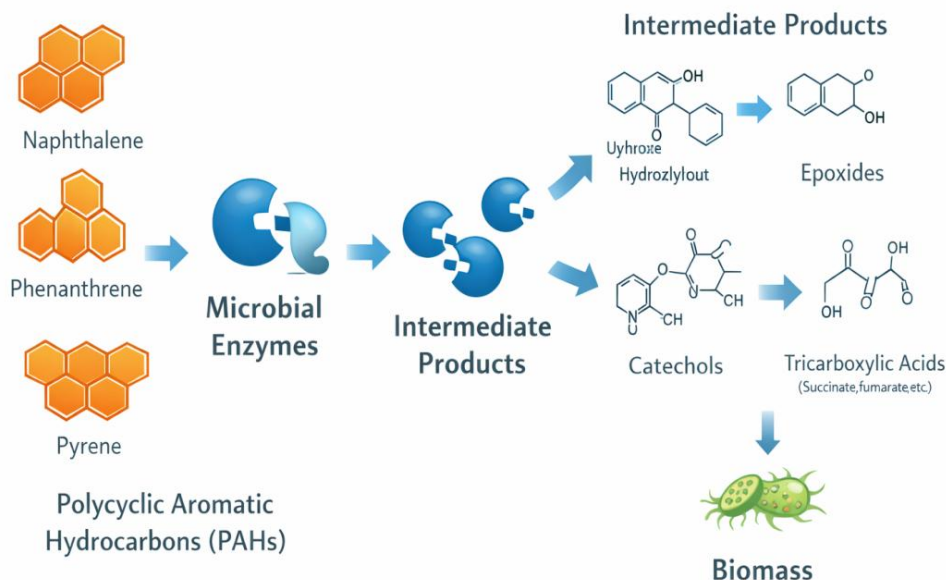 Naphthalene
Phenanthrene
Pyrene
Polycyclic Aromatic
Hydrocarbons (PAHs)
Microbial
Enzymes
Intermediate
Products
Intermediate Products
OH
O
Uyhroxe
Hydrozlylout
O
OH
Epoxides
O
O
N
CH
N
CH
Catechols
O
OH
O
O
OH
Tricarboxylic Acids
(Succinate,fumarate,etc.)
Biomass